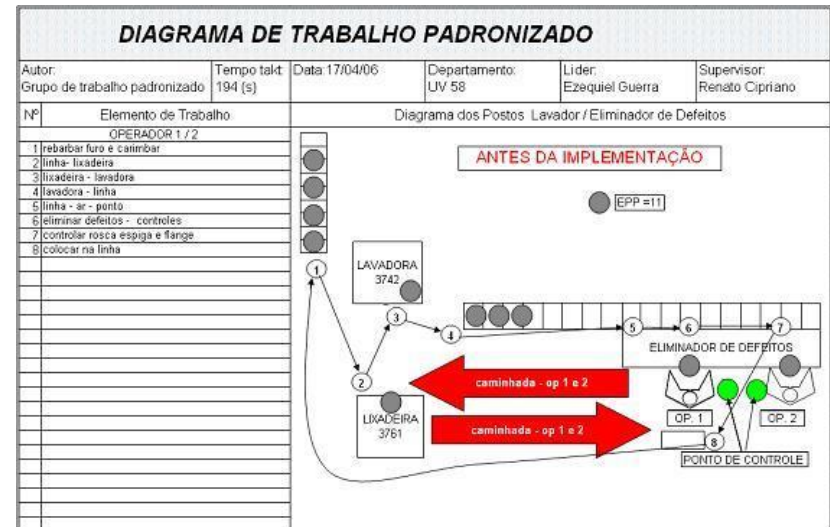 DIAGRAMA DE TRABALHO PADRONIZADO
Autor:
Grupo de trabalho padronizado
Tempo takt:
194 (s)
Data:17/04/06
Departamento:
UV 58
Lider:
Ezequiel Guerra
Supervisor:
Renato Cipriano
Nº
Elemento de Trabalho
Diagrama dos Postos Lavador / Eliminador de Defeitos
OPERADOR 1 / 2
1 rebarbar furo e carimbar
2 linha- lixadeira
3 lixadeira - lavadora
4 lavadora - linha
5 linha - ar - ponto
6 eliminar defeitos - controles
7 controlar rosca espiga e flange
8 colocar na linha
ANTES DA IMPLEMENTAÇÃO
EPP =11
1
LAVADORA
3742
3
4
5
6
7
ELIMINADOR DE DEFEITOS
2
caminhada - op 1 e 2
LIXADEIRA
3761
caminhada - op 1 e 2
OP. 1
OP. 2
8
PONTO DE CONTROLE